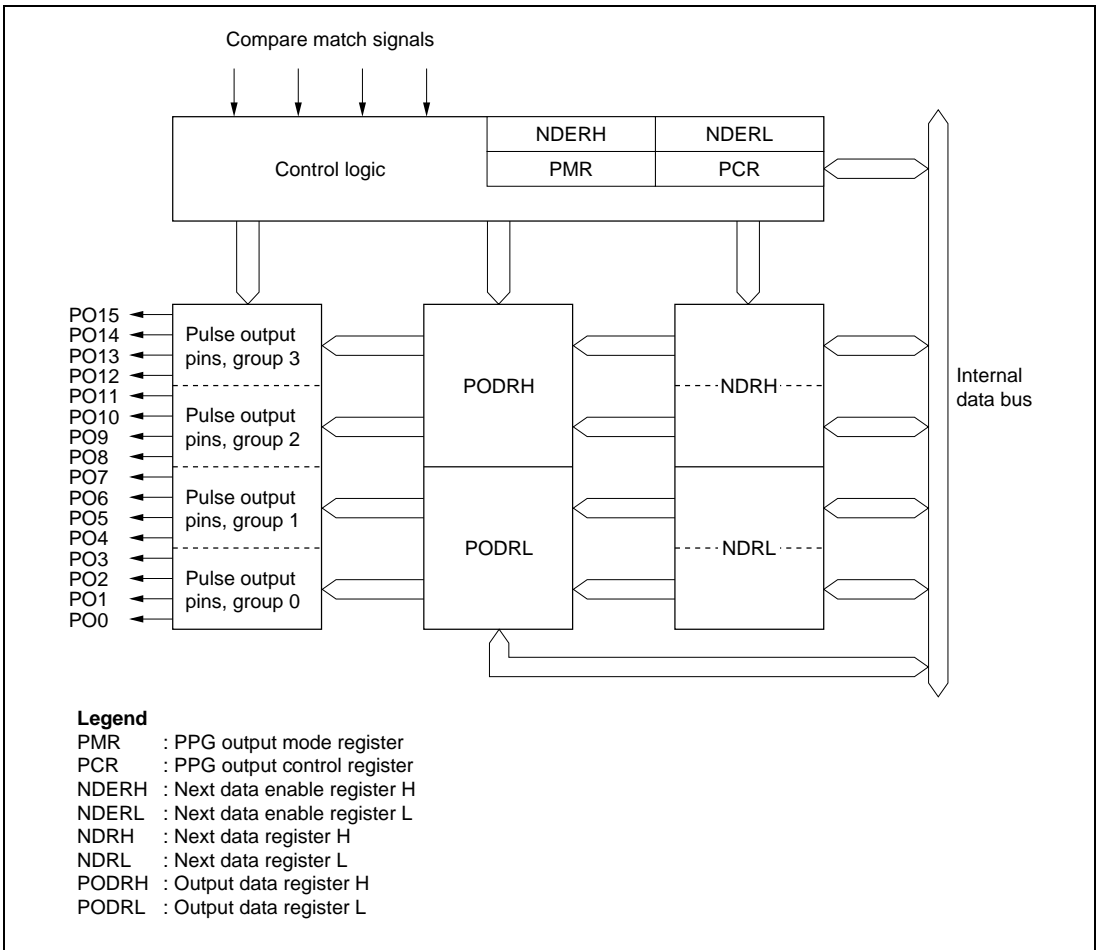 Compare match signals
Control logic
NDERH
NDERL
PMR
PCR
PO15
PO14
PO13
PO12
PO11
PO10
PO9
PO8
PO7
PO6
PO5
PO4
PO3
PO2
PO1
PO0
Pulse output
pins, group 3
Pulse output
pins, group 2
Pulse output
pins, group 1
Pulse output
pins, group 0
PODRH
PODRL
NDRH
NDRL
Internal
data bus
Legend
PMR : PPG output mode register
PCR : PPG output control register
NDERH : Next data enable register H
NDERL : Next data enable register L
NDRH : Next data register H
NDRL : Next data register L
PODRH : Output data register H
PODRL : Output data register L